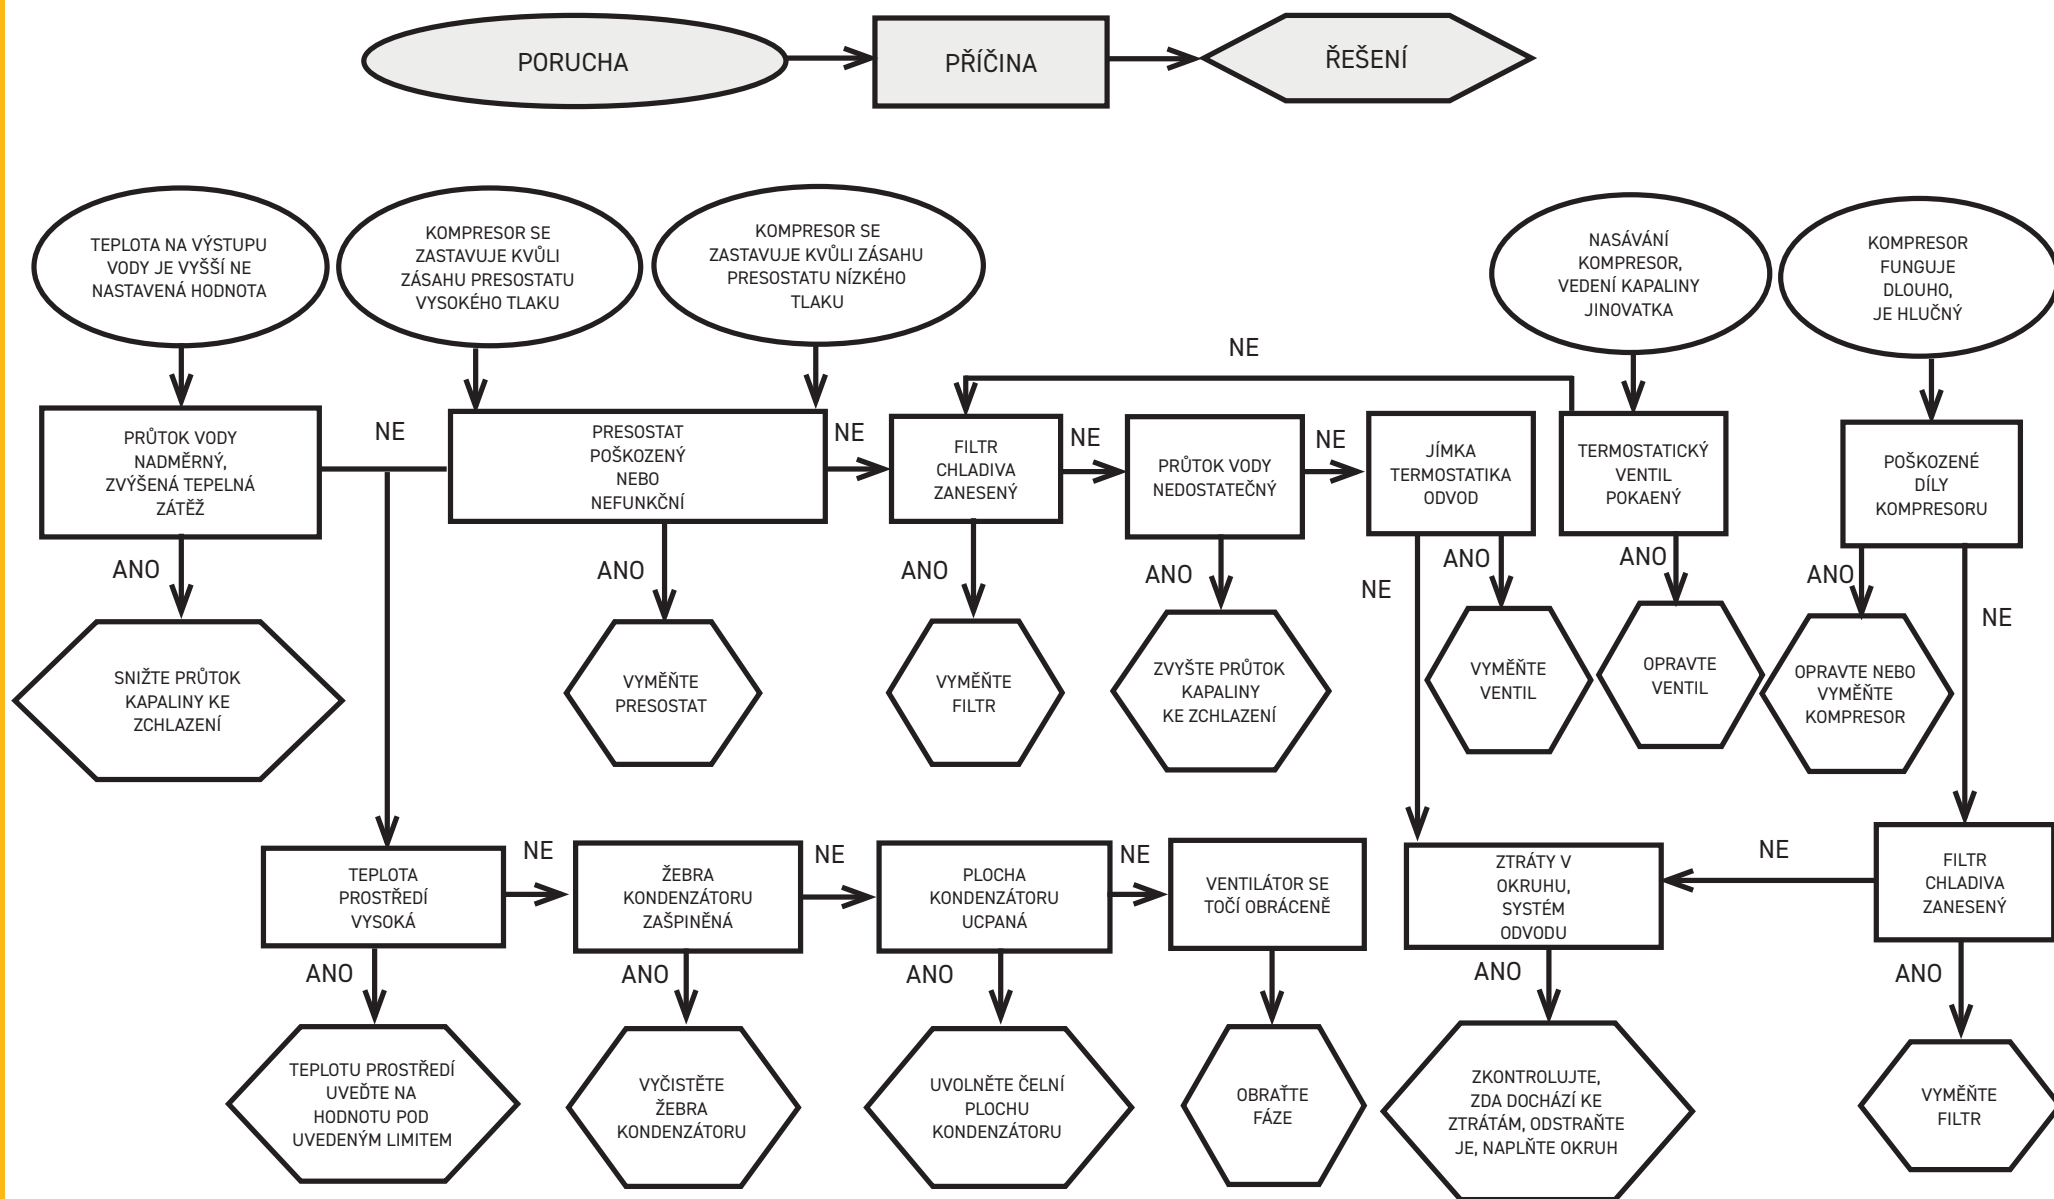 PORUCHA
PŘÍČINA
ŘEŠENÍ
TEPLOTA NA VÝSTUPU
VODY JE VYŠŠÍ NE
NASTAVENÁ HODNOTA
KOMPRESOR SE
ZASTAVUJE KVŮLI
ZÁSAHU PRESOSTATU
VYSOKÉHO TLAKU
KOMPRESOR SE
ZASTAVUJE KVŮLI ZÁSAHU
PRESOSTATU NÍZKÉHO
TLAKU
NASÁVÁNÍ
KOMPRESOR,
VEDENÍ KAPALINY
JINOVATKA
KOMPRESOR
FUNGUJE
DLOUHO,
JE HLUČNÝ
NE
PRŮTOK VODY
NADMĚRNÝ,
ZVÝŠENÁ TEPELNÁ
ZÁTĚŽ
NE
PRESOSTAT
POŠKOZENÝ
NEBO
NEFUNKČNÍ
NE
FILTR
CHLADIVA
ZANESENÝ
NE
PRŮTOK VODY
NEDOSTATEČNÝ
NE
JÍMKA
TERMOSTATIKA
ODVOD
TERMOSTATICKÝ
VENTIL
POKAENÝ
POŠKOZENÉ
DÍLY
KOMPRESORU
ANO
ANO
ANO
ANO
NE
ANO
ANO
ANO
NE
SNIŽTE PRŮTOK
KAPALINY KE
ZCHLAZENÍ
VYMĚŇTE
PRESOSTAT
VYMĚŇTE
FILTR
ZVYŠTE PRŮTOK
KAPALINY
KE ZCHLAZENÍ
VYMĚŇTE
VENTIL
OPRAVTE
VENTIL
OPRAVTE NEBO
VYMĚŇTE
KOMPRESOR
TEPLOTA
PROSTŘEDÍ
VYSOKÁ
NE
ŽEBRA
KONDENZÁTORU
ZAŠPINĚNÁ
NE
PLOCHA
KONDENZÁTORU
UCPANÁ
NE
VENTILÁTOR SE
TOČÍ OBRÁCENĚ
ZTRÁTY V
OKRUHU,
SYSTÉM
ODVODU
NE
FILTR
CHLADIVA
ZANESENÝ
ANO
ANO
ANO
ANO
ANO
TEPLOTU PROSTŘEDÍ
UVEĎTE NA
HODNOTU POD
UVEDENÝM LIMITEM
VYČISTĚTE
ŽEBRA
KONDENZÁTORU
UVOLNĚTE ČELNÍ
PLOCHU
KONDENZÁTORU
OBRAŤTE
FÁZE
ZKONTROLUJTE,
ZDA DOCHÁZÍ KE
ZTRÁTÁM, ODSTRAŇTE
JE, NAPLŇTE OKRUH
VYMĚŇTE
FILTR